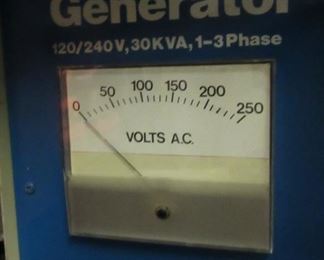 Generator
120/240V, 30KVA, 1-3 Phase
0 50 100 150 200 250
VOLTS A.C.